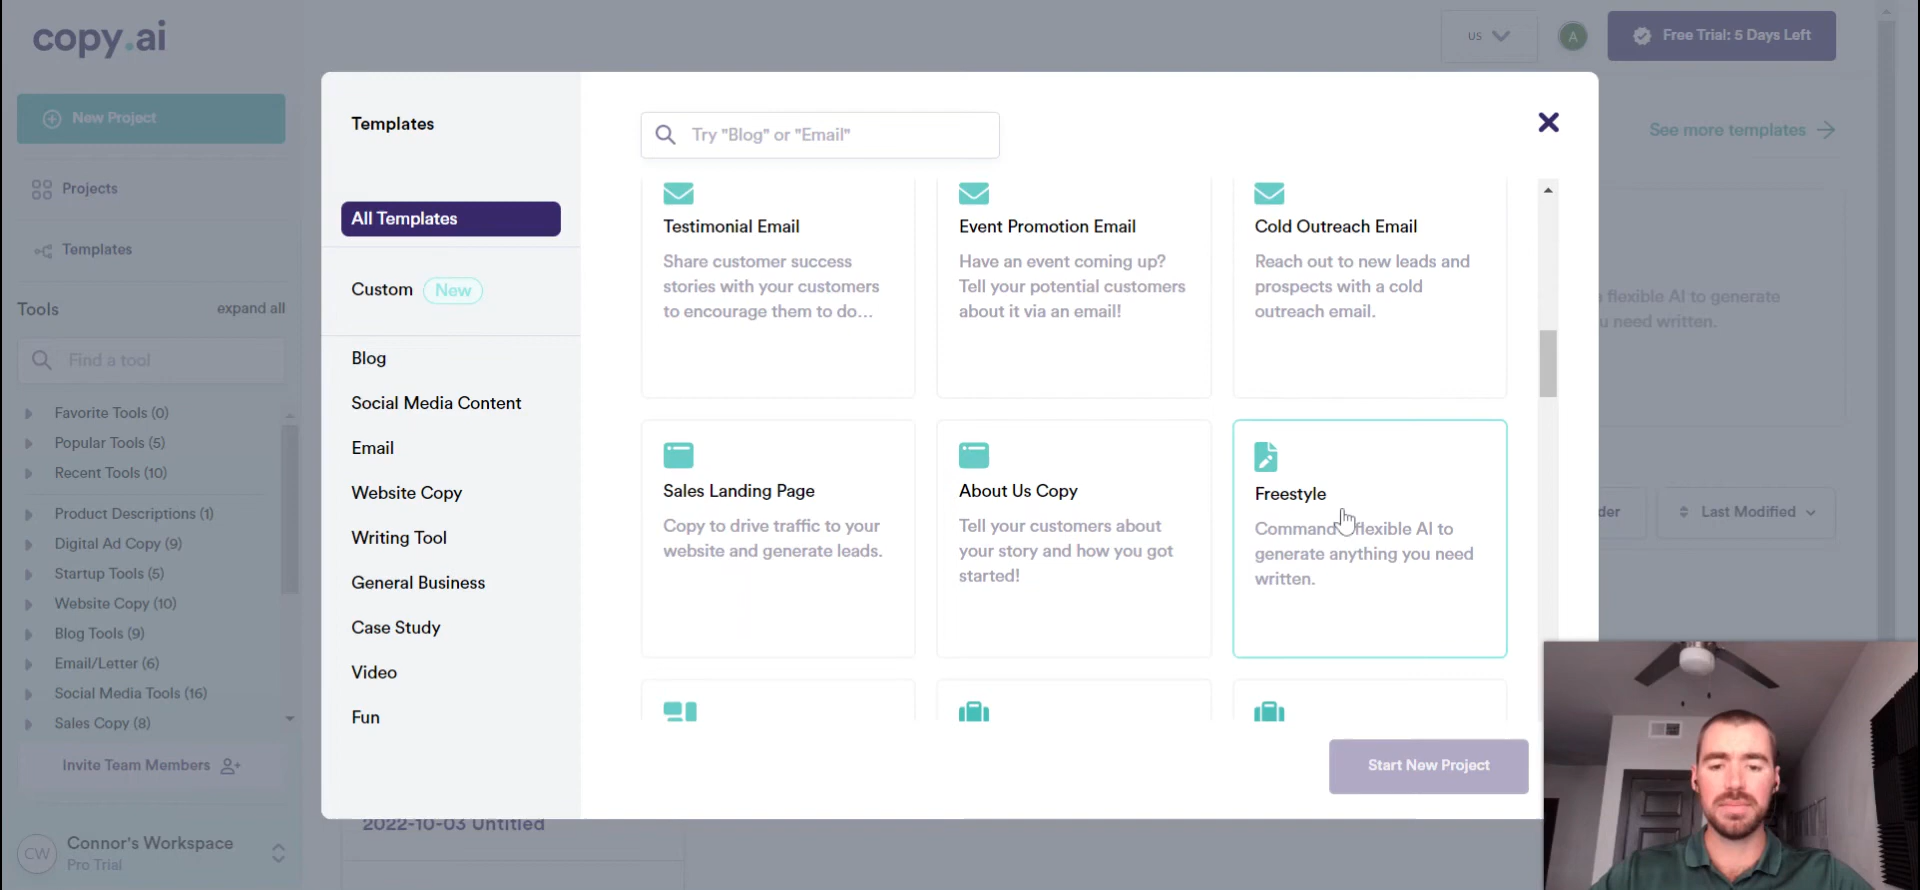 copy.ai
US
A
Free Trial: 5 Days Left
New Project
Projects
Templates
Tools
expand all
Find a tool
Favorite Tools (0)
Popular Tools (5)
Recent Tools (10)
Product Descriptions (1)
Digital Ad Copy (9)
Startup Tools (5)
Website Copy (10)
Blog Tools (9)
Email/Letter (6)
Social Media Tools (16)
Sales Copy (8)
Invite Team Members
CW
Connor's Workspace
Pro Trial
Templates
All Templates
Custom New
Blog
Social Media Content
Email
Website Copy
Writing Tool
General Business
Case Study
Video
Fun
Try "Blog" or "Email"
Testimonial Email
Share customer success
stories with your customers
to encourage them to do...
Event Promotion Email
Have an event coming up?
Tell your potential customers
about it via an email!
Cold Outreach Email
Reach out to new leads and
prospects with a cold
outreach email.
Sales Landing Page
Copy to drive traffic to your
website and generate leads.
About Us Copy
Tell your customers about
your story and how you got
started!
Freestyle
Command flexible AI to
generate anything you need
written.
Start New Project
See more templates
flexible AI to generate
need written.
der
Last Modified
2022-10-03 Untitled